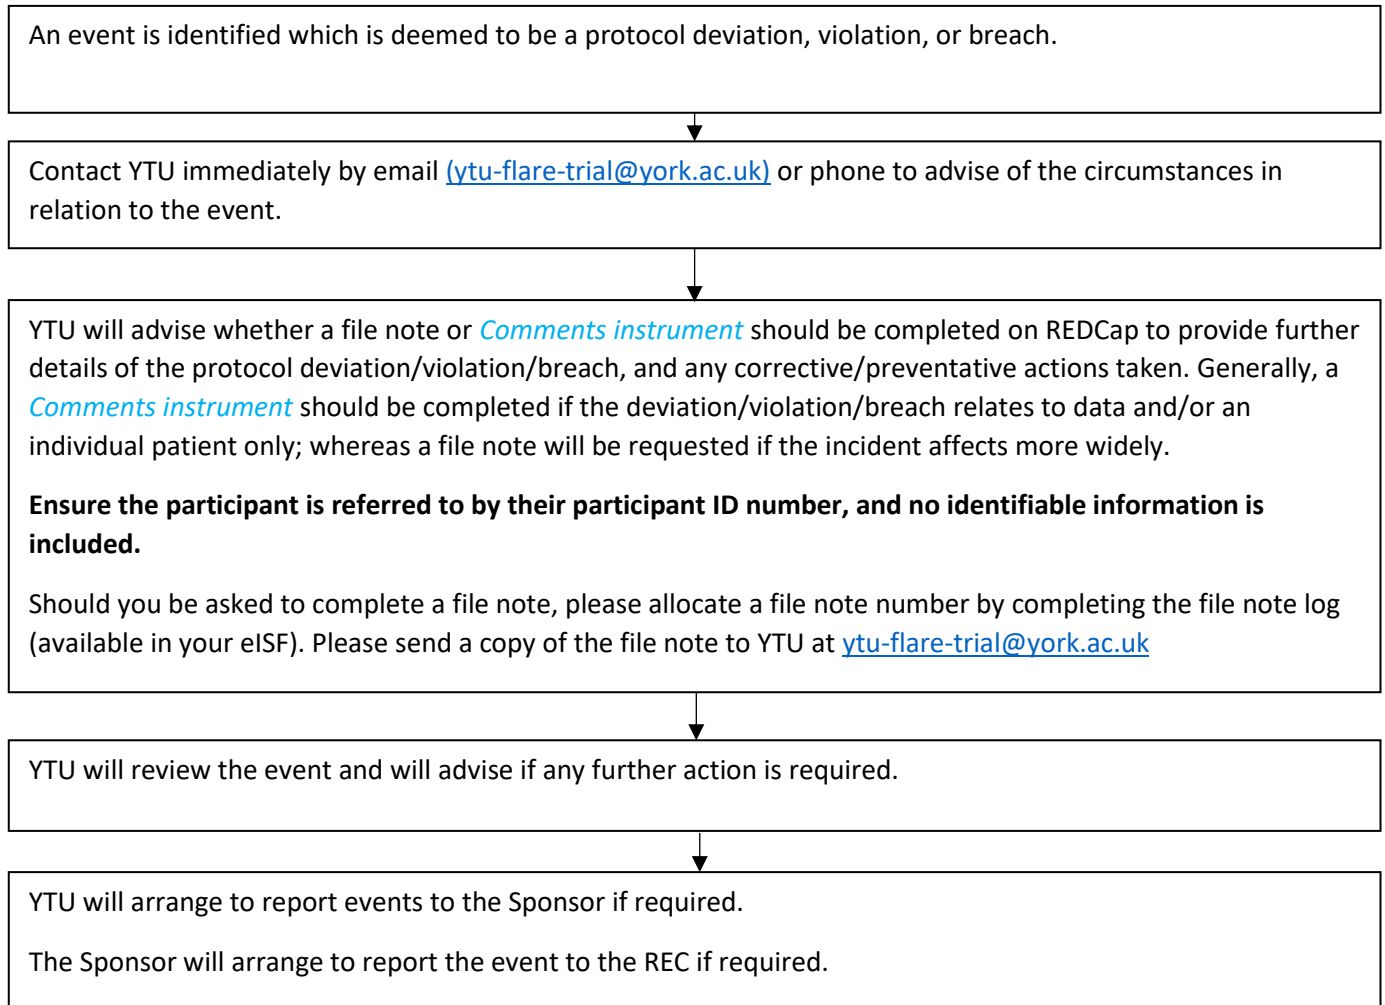 An event is identified which is deemed to be a protocol deviation, violation, or breach.
Contact YTU immediately by email (ytu-flare-trial@york.ac.uk) or phone to advise of the circumstances in
relation to the event.
YTU will advise whether a file note or Comments instrument should be completed on REDCap to provide further
details of the protocol deviation/violation/breach, and any corrective/preventative actions taken. Generally, a
Comments instrument should be completed if the deviation/violation/breach relates to data and/or an
individual patient only; whereas a file note will be requested if the incident affects more widely.
Ensure the participant is referred to by their participant ID number, and no identifiable information is
included.
Should you be asked to complete a file note, please allocate a file note number by completing the file note log
(available in your eISF). Please send a copy of the file note to YTU at ytu-flare-trial@york.ac.uk
YTU will review the event and will advise if any further action is required.
YTU will arrange to report events to the Sponsor if required.
The Sponsor will arrange to report the event to the REC if required.